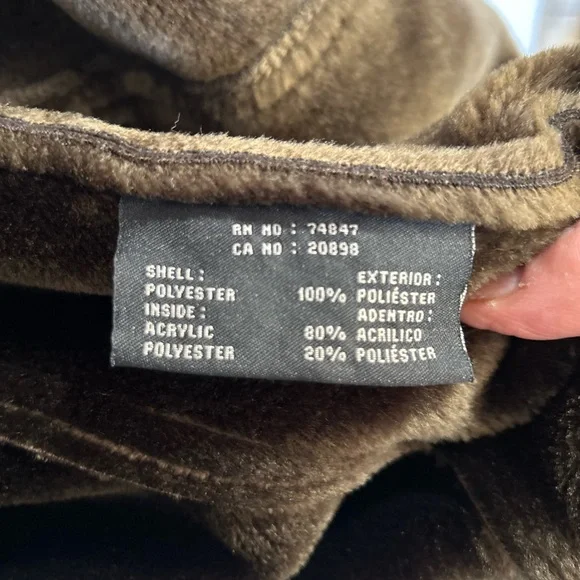 RN NO : 74847
CA NO : 20898
SHELL : EXTERIOR :
POLYESTER 100% POLIÉSTER
INSIDE : ADENTRO :
ACRYLIC 80% ACRILICO
POLYESTER 20% POLIÉSTER